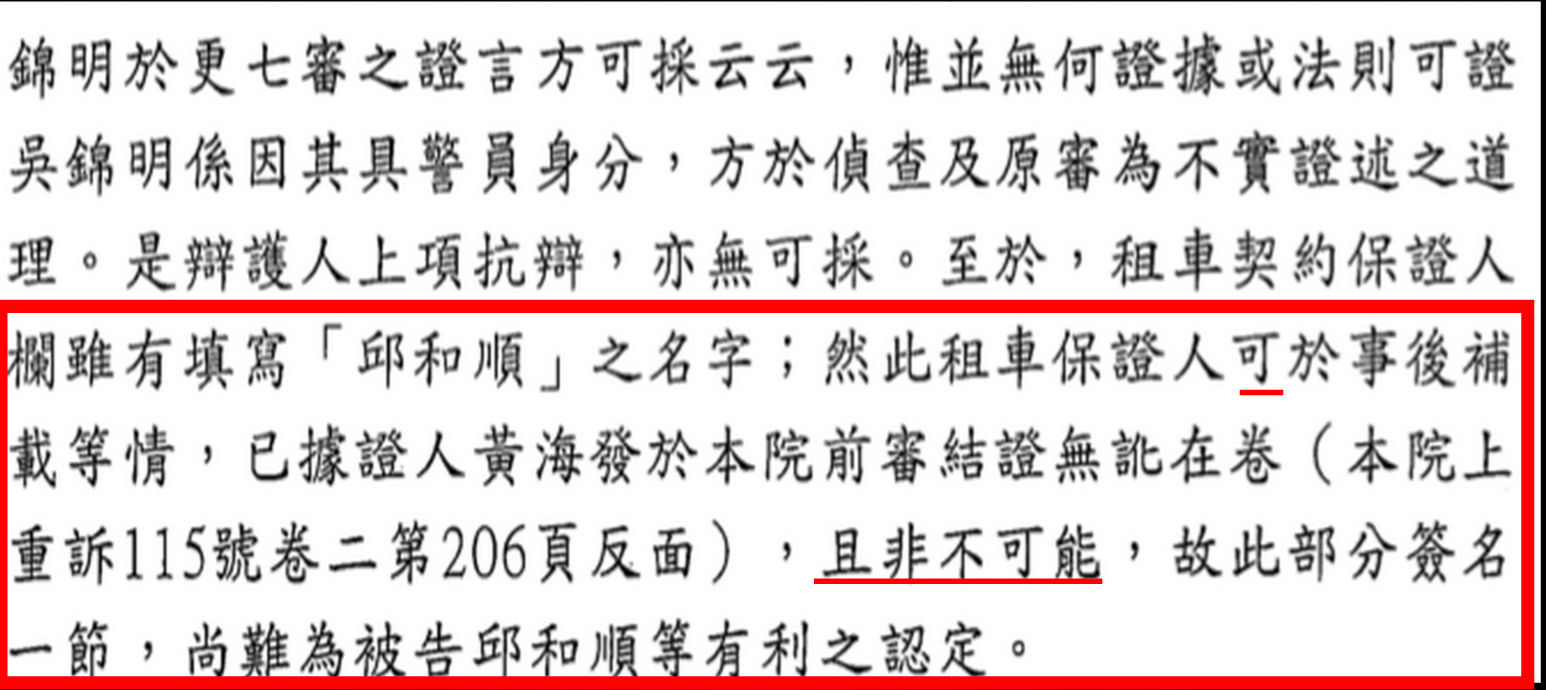 錦明於更七審之證言方可採云云，惟並無何證據或法則可證
吳錦明係因其具警員身分，方於偵查及原審為不實證述之道
理。是辯護人上項抗辯，亦無可採。至於，租車契約保證人
欄雖有填寫「邱和順」之名字；然此租車保證人可於事後補
載等情，已據證人黃海發於本院前審結證無訛在卷（本院上
重訴115號卷二第206頁反面），且非不可能，故此部分簽名
一節，尚難為被告邱和順等有利之認定。